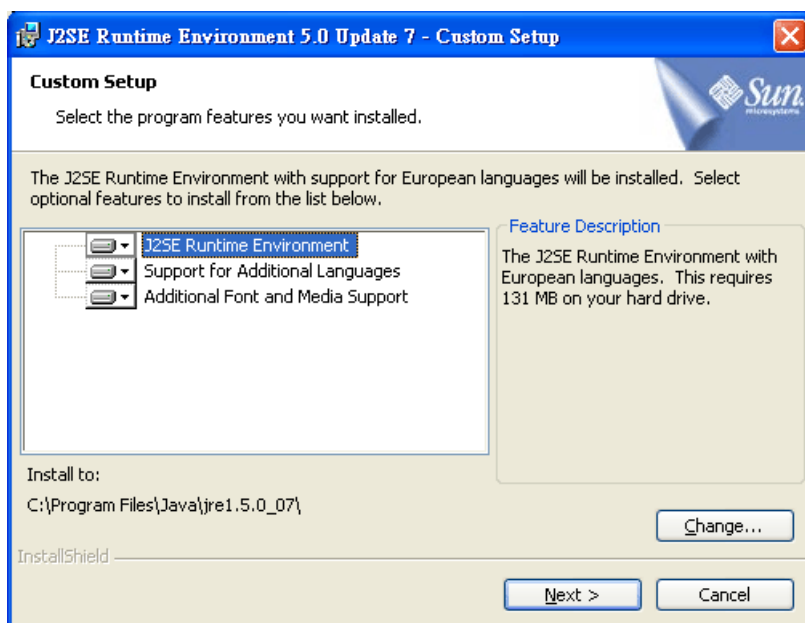 J2SE Runtime Environment 5.0 Update 7 - Custom Setup
Custom Setup
Select the program features you want installed.
Sun
microsystems
The J2SE Runtime Environment with support for European languages will be installed. Select
optional features to install from the list below.
J2SE Runtime Environment
Support for Additional Languages
Additional Font and Media Support
Feature Description
The J2SE Runtime Environment with
European languages. This requires
131 MB on your hard drive.
Install to:
C:\Program Files\Java\jre1.5.0_07\
Change...
InstallShield
Next >
Cancel